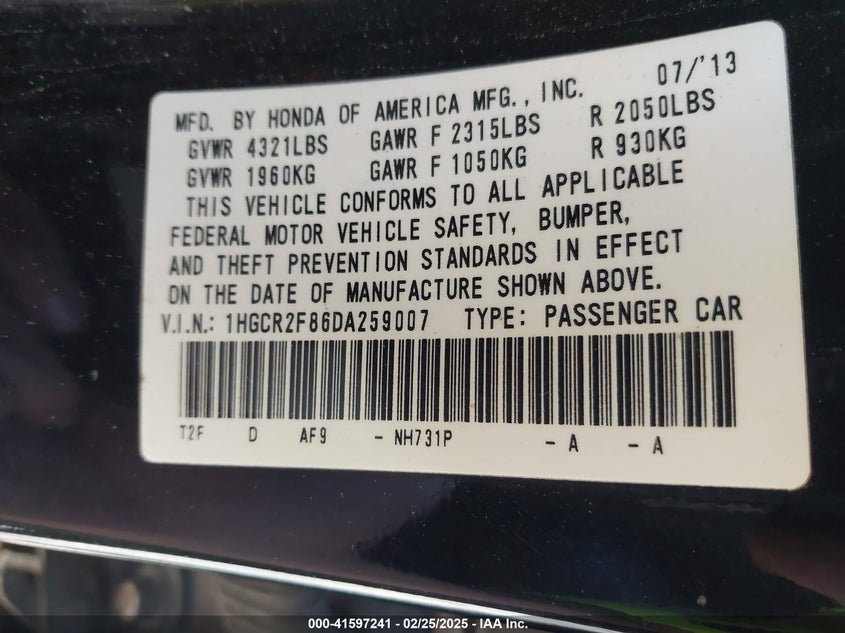 07/'13
MFD. BY HONDA OF AMERICA MFG., INC.
GVWR 4321LBS GAWR F 2315LBS R 2050LBS
GVWR 1960KG GAWR F 1050KG R 930KG
THIS VEHICLE CONFORMS TO ALL APPLICABLE
FEDERAL MOTOR VEHICLE SAFETY, BUMPER,
AND THEFT PREVENTION STANDARDS IN EFFECT
ON THE DATE OF MANUFACTURE SHOWN ABOVE.
V.I.N.: 1HGCR2F86DA259007 TYPE: PASSENGER CAR
T2F D AF9 - NH731P - A - A
000-41597241 - 02/25/2025 - IAA Inc.